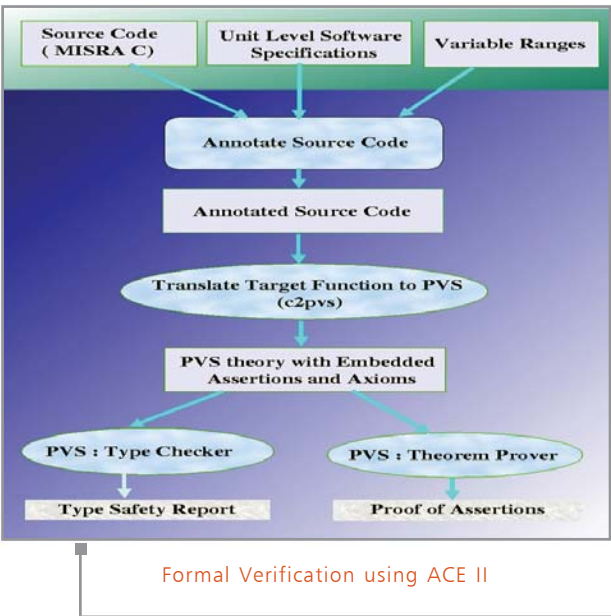 Source Code
( MISRA C)
Unit Level Software
Specifications
Variable Ranges
Annotate Source Code
Annotated Source Code
Translate Target Function to PVS
(c2pvs)
PVS theory with Embedded
Assertions and Axioms
PVS : Type Checker
PVS : Theorem Prover
Type Safety Report
Proof of Assertions
Formal Verification using ACE II